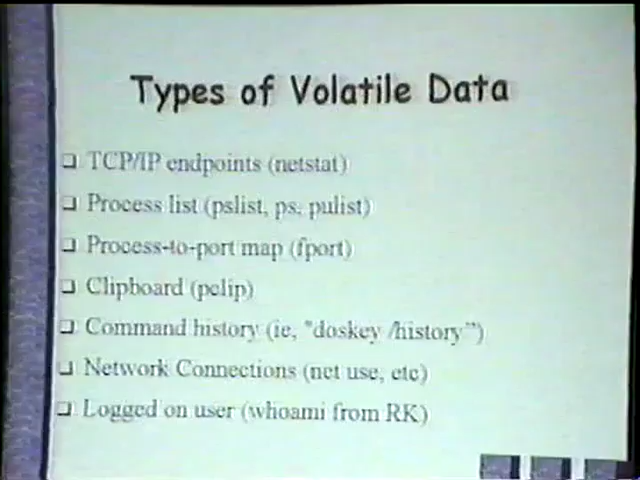 Types of Volatile Data
❑ TCP/IP endpoints (netstat)
❑ Process list (pslist, ps, pulist)
❑ Process-to-port map (fport)
❑ Clipboard (pclip)
❑ Command history (ie, "doskey /history")
❑ Network Connections (net use, etc)
❑ Logged on user (whoami from RK)